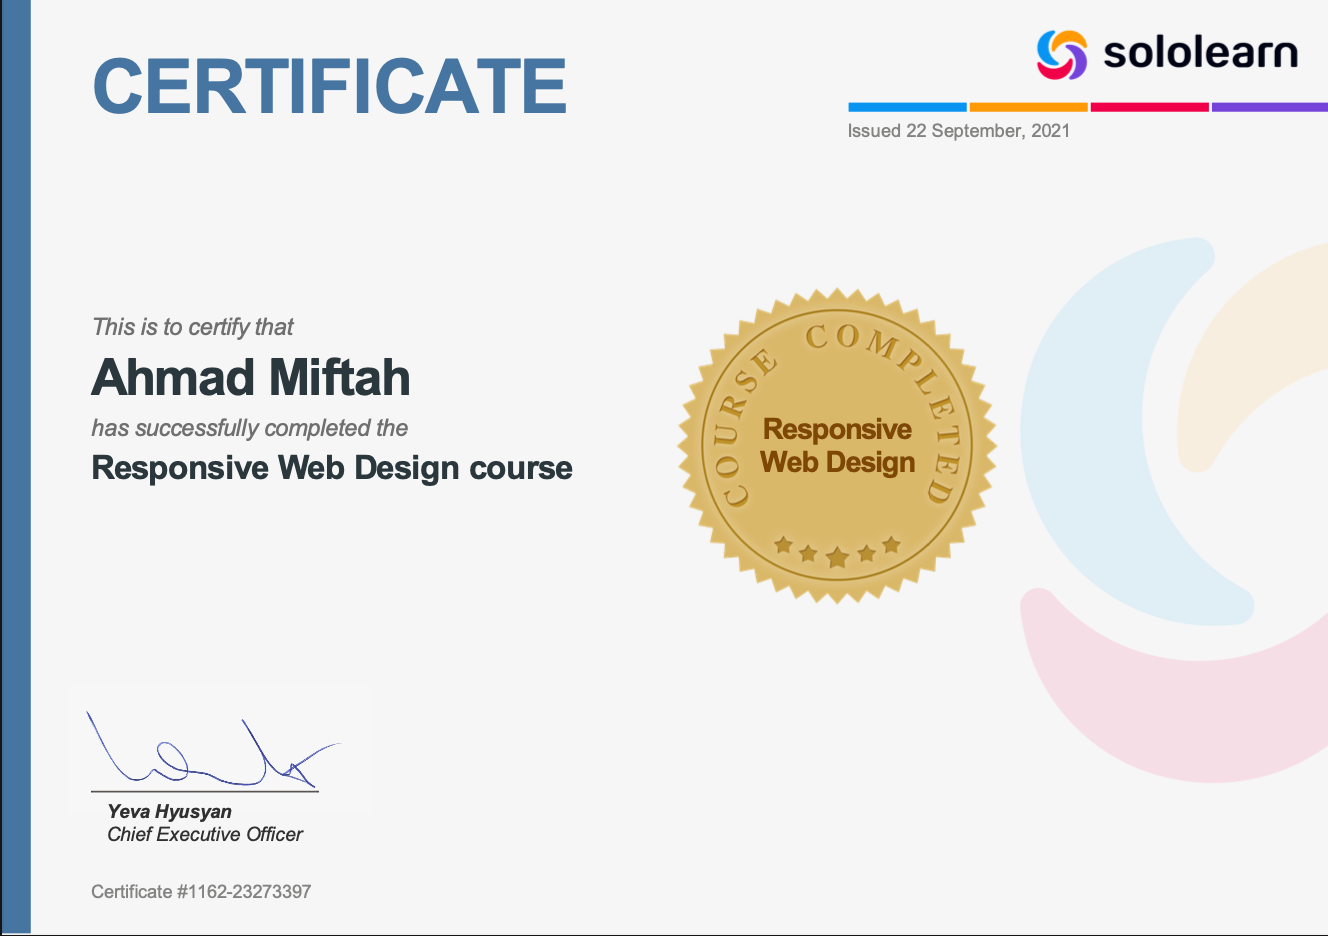 CERTIFICATE
sololearn
Issued 22 September, 2021
This is to certify that
Ahmad Miftah
has successfully completed the
Responsive Web Design course
COURSE COMPLETED
Responsive
Web Design
Yeva Hyusyan
Chief Executive Officer
Certificate #1162-23273397